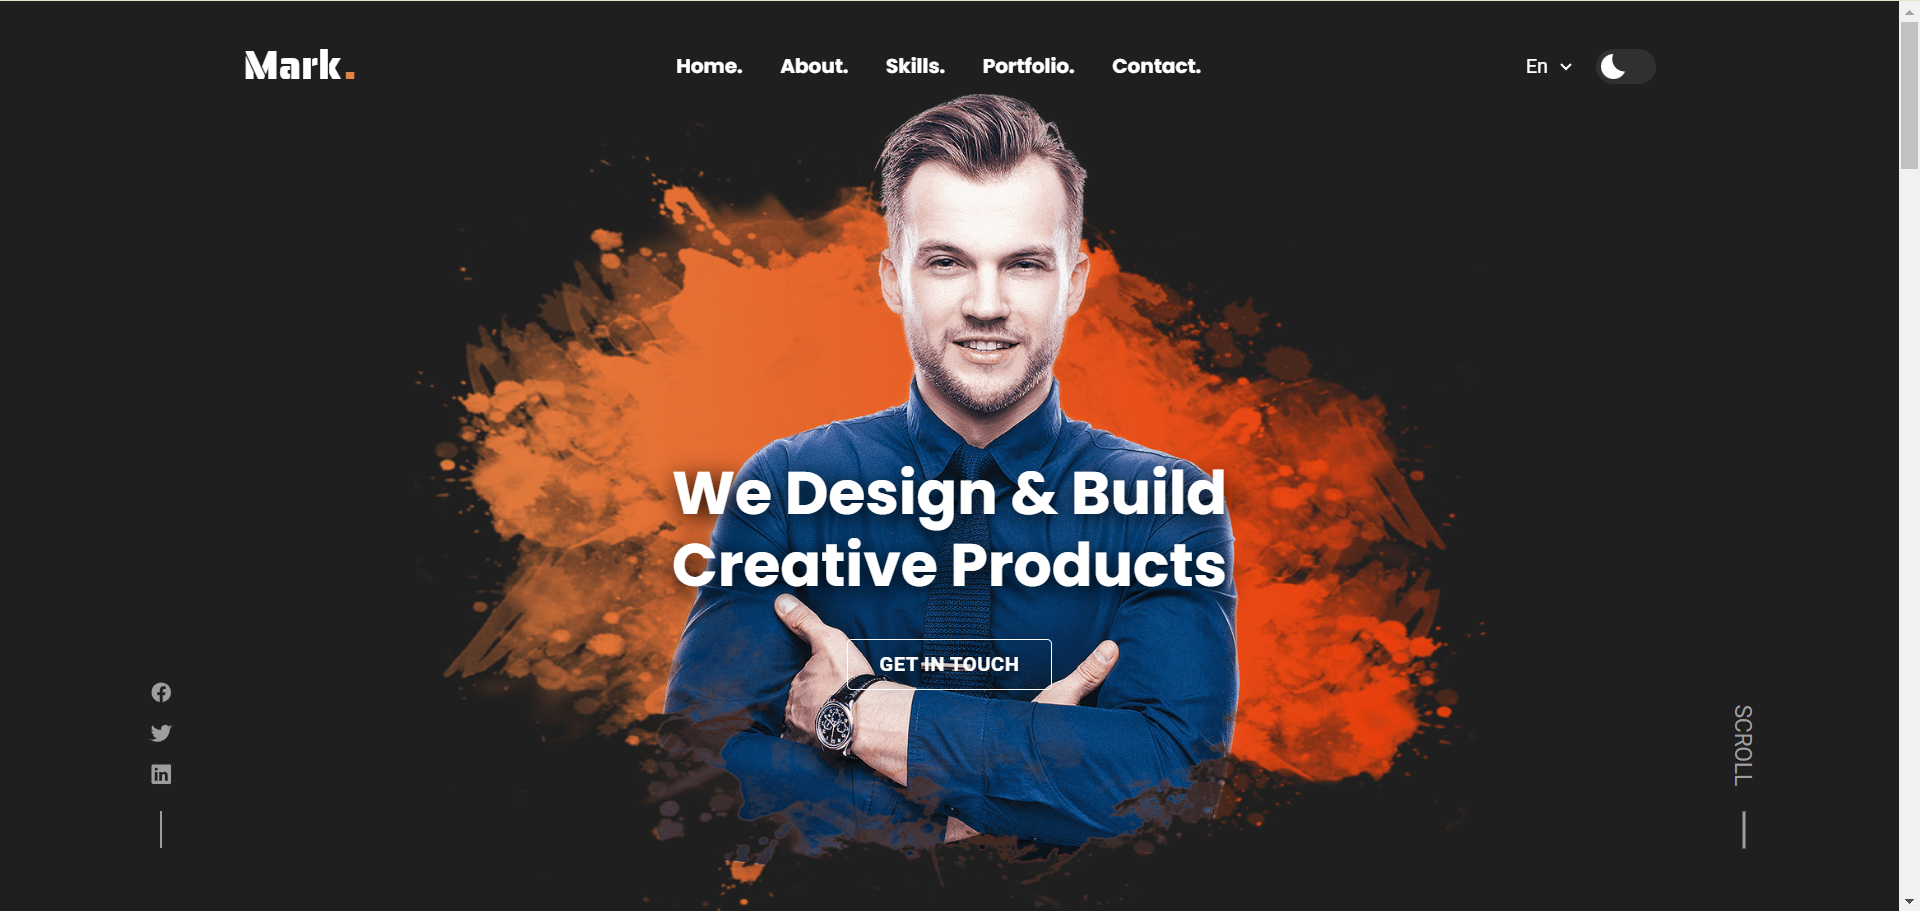 Mark.
Home. About. Skills. Portfolio. Contact.
En
We Design & Build
Creative Products
GET IN TOUCH
SCROLL